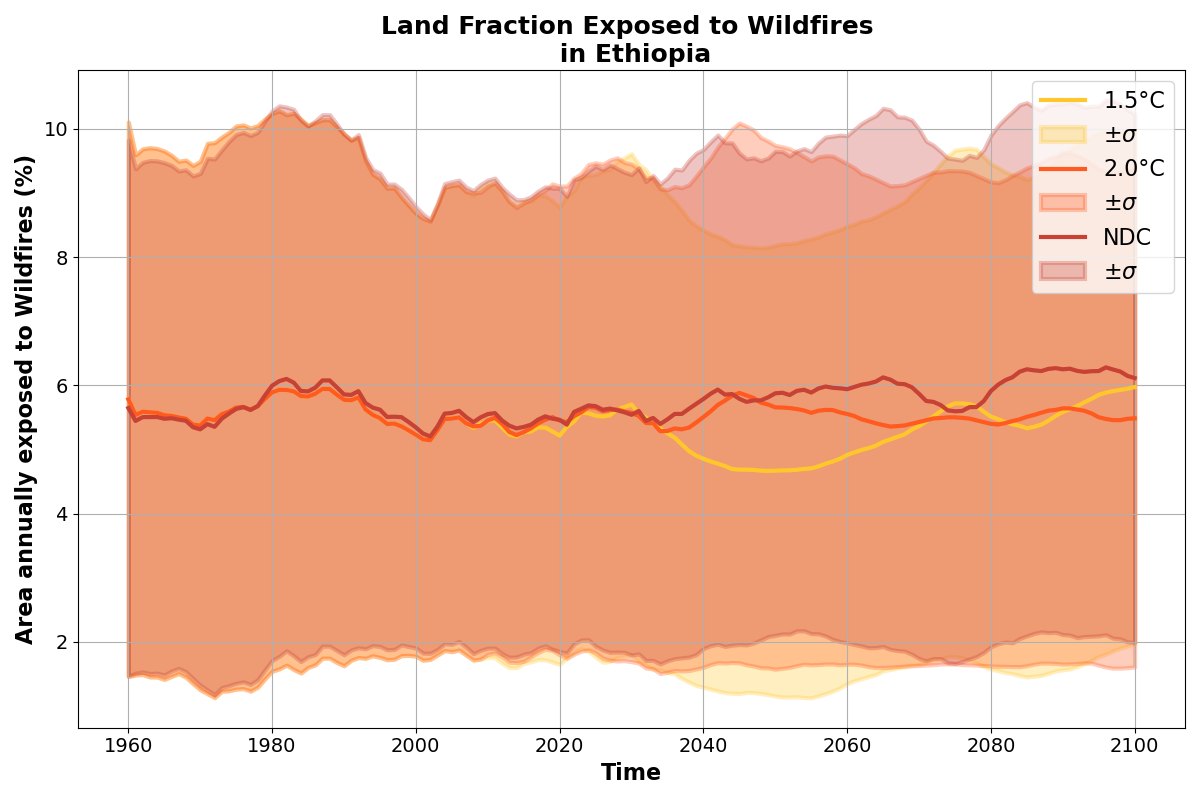 Land Fraction Exposed to Wildfires
in Ethiopia
Area annually exposed to Wildfires (%)
10
8
6
4
2
1.5°C
±σ
2.0°C
±σ
NDC
±σ
1960 1980 2000 2020 2040 2060 2080 2100
Time